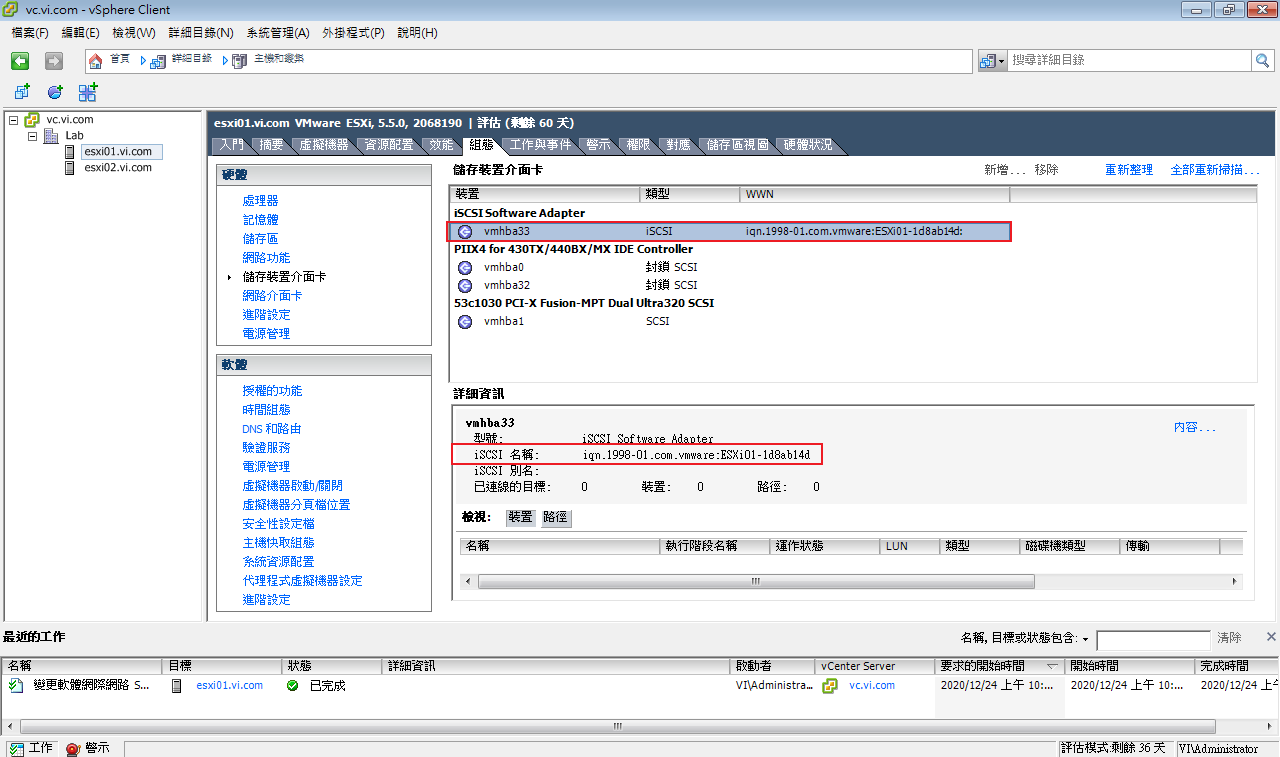 vc.vi.com - vSphere Client
檔案(F) 編輯(E) 檢視(W) 詳細目錄(N) 系統管理(A) 外掛程式(P) 說明(H)
首頁 詳細目錄 主機和叢集 搜尋詳細目錄
vc.vi.com
Lab
esxi01.vi.com
esxi02.vi.com
esxi01.vi.com VMware ESXi, 5.5.0, 2068190 | 評估 (剩餘 60 天)
入門 摘要 虛擬機器 資源配置 效能 組態 工作與事件 警示 權限 對應 儲存區視圖 硬體狀況
硬體
處理器
記憶體
儲存區
網路功能
儲存裝置介面卡
網路介面卡
進階設定
電源管理
軟體
授權的功能
時間組態
DNS 和路由
驗證服務
電源管理
虛擬機器啟動/關閉
虛擬機器分頁檔位置
安全性設定檔
主機快取組態
系統資源配置
代理程式虛擬機器設定
進階設定
儲存裝置介面卡 新增... 移除 重新整理 全部重新掃描...
裝置 類型 WWN
iSCSI Software Adapter
vmhba33 iSCSI iqn.1998-01.com.vmware:ESXi01-1d8ab14d:
PIIX4 for 430TX/440BX/MX IDE Controller
vmhba0 封鎖 SCSI
vmhba32 封鎖 SCSI
53c1030 PCI-X Fusion-MPT Dual Ultra320 SCSI
vmhba1 SCSI
詳細資訊
vmhba33 內容...
型號: iSCSI Software Adapter
iSCSI 名稱: iqn.1998-01.com.vmware:ESXi01-1d8ab14d
iSCSI 別名:
已連線的目標: 0 裝置: 0 路徑: 0
檢視: 裝置 路徑
名稱 執行階段名稱 運作狀態 LUN 類型 磁碟機類型 傳輸
最近的工作 名稱, 目標或狀態包含: 清除
名稱 目標 狀態 詳細資訊 啟動者 vCenter Server 要求的開始時間 開始時間 完成時間
變更軟體網際網路 S... esxi01.vi.com 已完成 VI\Administra... vc.vi.com 2020/12/24 上午 10:... 2020/12/24 上午 10:... 2020/12/24 上午
工作 警示 評估模式:剩餘 36 天 VI\Administrator